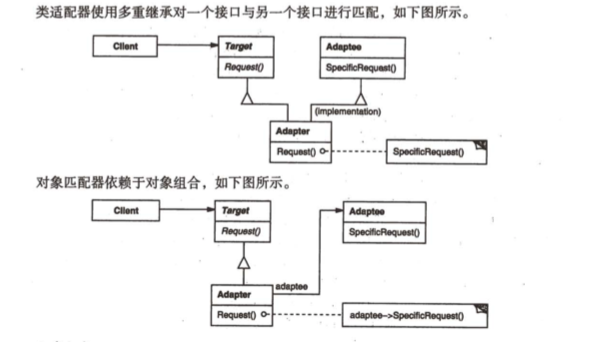 类适配器使用多重继承对一个接口与另一个接口进行匹配，如下图所示。
Client
Target
Adaptee
Request()
SpecificRequest()
(implementation)
Adapter
Request()
SpecificRequest()
对象匹配器依赖于对象组合，如下图所示。
Client
Target
Adaptee
Request()
SpecificRequest()
adaptee
Adapter
Request()
adaptee->SpecificRequest()